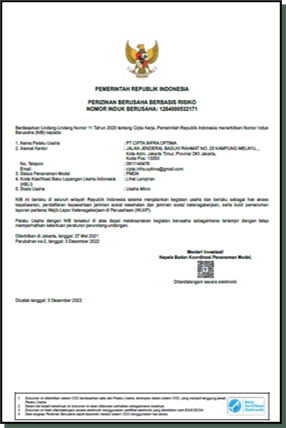 PEMERINTAH REPUBLIK INDONESIA
PERIZINAN BERUSAHA BERBASIS RISIKO
NOMOR INDUK BERUSAHA: 1284000532171
Berdasarkan Undang-Undang Nomor 11 Tahun 2020 tentang Cipta Kerja, Pemerintah Republik Indonesia menerbitkan Nomor Induk
Berusaha (NIB) kepada:
1. Nama Pelaku Usaha : PT CIPTA INFRA OPTIMA
2. Alamat Kantor : JALAN JENDERAL BASUKI RAHMAT NO. 25 KAMPUNG MELAYU,
Kota Adm. Jakarta Timur, Provinsi DKI Jakarta,
Kode Pos: 13350
No. Telepon : 0811149478
Email : cipta.infra.optima@gmail.com
3. Status Penanaman Modal : PMDN
4. Kode Klasifikasi Baku Lapangan Usaha Indonesia : Lihat Lampiran
(KBLI)
5. Skala Usaha : Usaha Mikro
NIB ini berlaku di seluruh wilayah Republik Indonesia selama menjalankan kegiatan usaha dan berlaku sebagai hak akses
kepabeanan, pendaftaran kepesertaan jaminan sosial kesehatan dan jaminan sosial ketenagakerjaan, serta bukti pemenuhan
laporan pertama Wajib Lapor Ketenagakerjaan di Perusahaan (WLKP).
Pelaku Usaha dengan NIB tersebut di atas dapat melaksanakan kegiatan berusaha sebagaimana terlampir dengan tetap
memperhatikan ketentuan peraturan perundang-undangan.
Diterbitkan di Jakarta, tanggal: 27 Mei 2021
Perubahan ke-2, tanggal: 3 Desember 2022
Menteri Investasi/
Kepala Badan Koordinasi Penanaman Modal,
Ditandatangani secara elektronik
Dicetak tanggal: 3 Desember 2022
1. Dokumen ini diterbitkan sistem OSS berdasarkan data dari Pelaku Usaha, tersimpan dalam sistem OSS, yang menjadi tanggung jawab
Pelaku Usaha.
2. Dalam hal terjadi kekeliruan isi dokumen ini akan dilakukan perbaikan sebagaimana mestinya.
3. Dokumen ini telah ditandatangani secara elektronik menggunakan sertifikat elektronik yang diterbitkan oleh BSrE-BSSN.
4. Data lengkap Perizinan Berusaha dapat diperoleh melalui sistem OSS menggunakan hak akses.
Balai
Sertifikasi
Elektronik